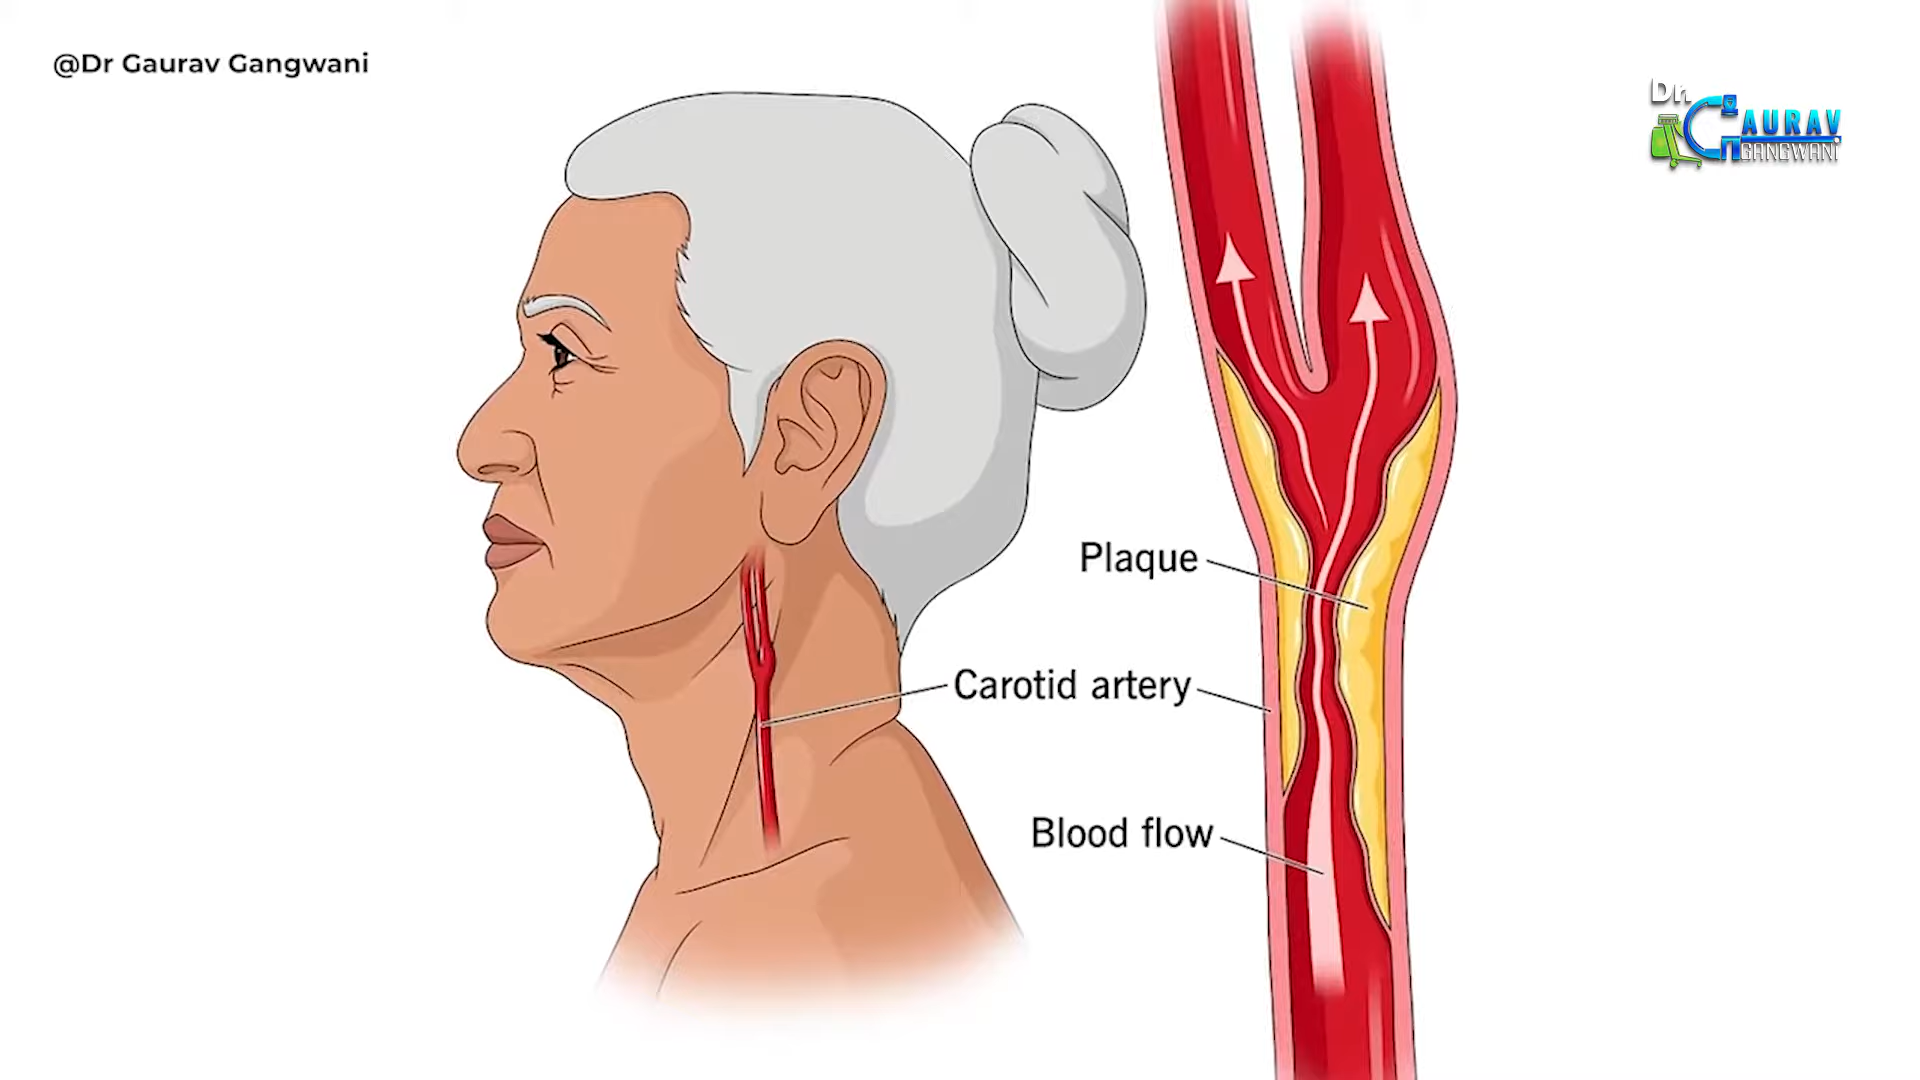 @Dr Gaurav Gangwani
Dr.
GAURAV
GANGWANI
Plaque
Carotid artery
Blood flow